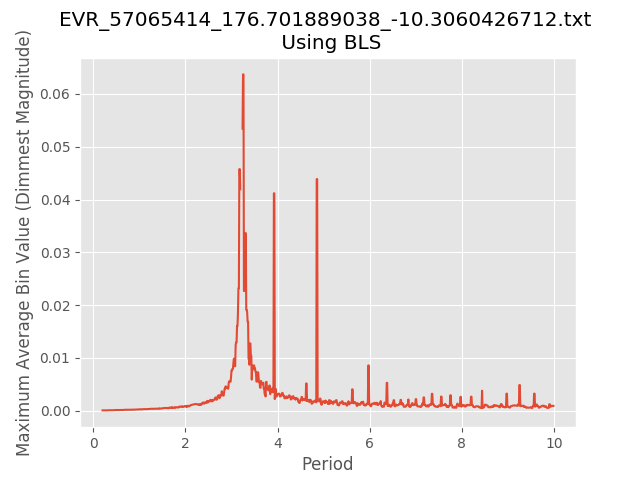 EVR_57065414_176.701889038_-10.3060426712.txt
Using BLS
Maximum Average Bin Value (Dimmest Magnitude)
0.06
0.05
0.04
0.03
0.02
0.01
0.00
0 2 4 6 8 10
Period